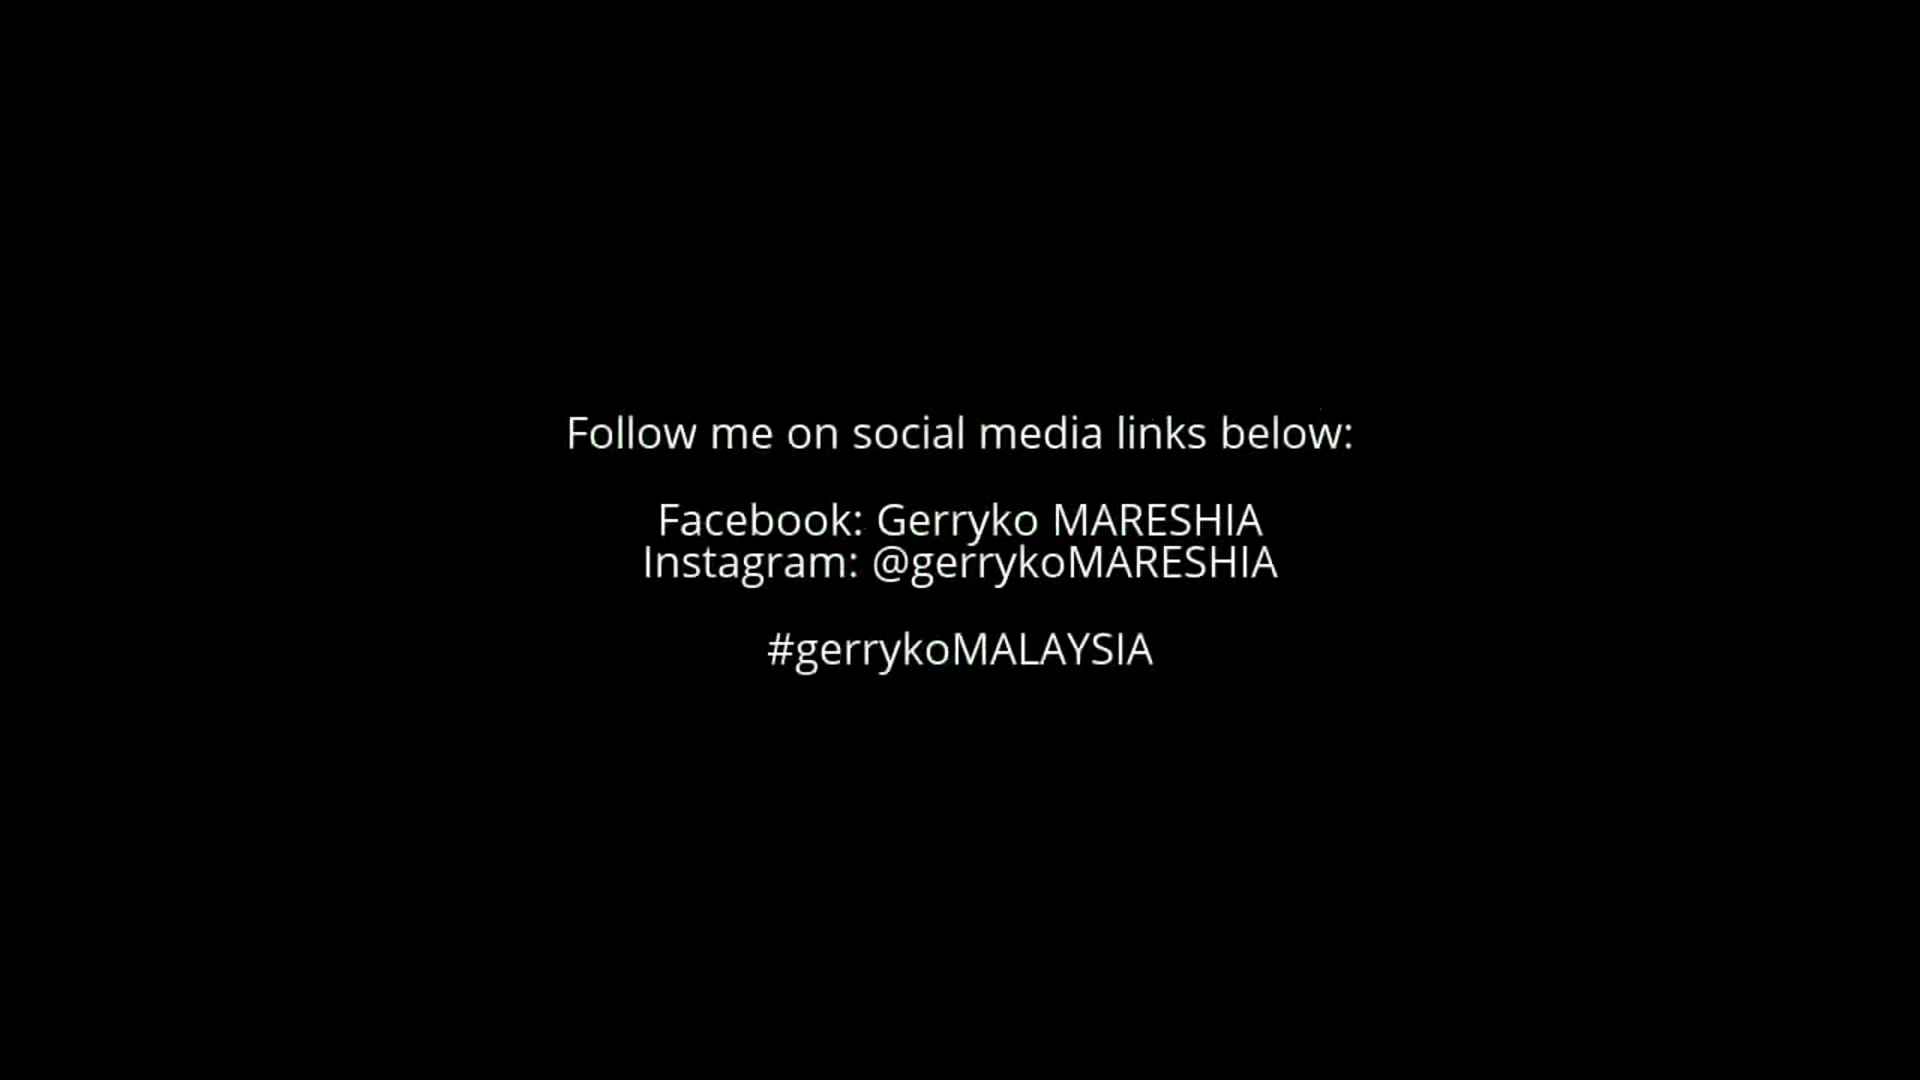 Follow me on social media links below:
Facebook: Gerryko MARESHIA
Instagram: @gerrykoMARESHIA
#gerrykoMALAYSIA